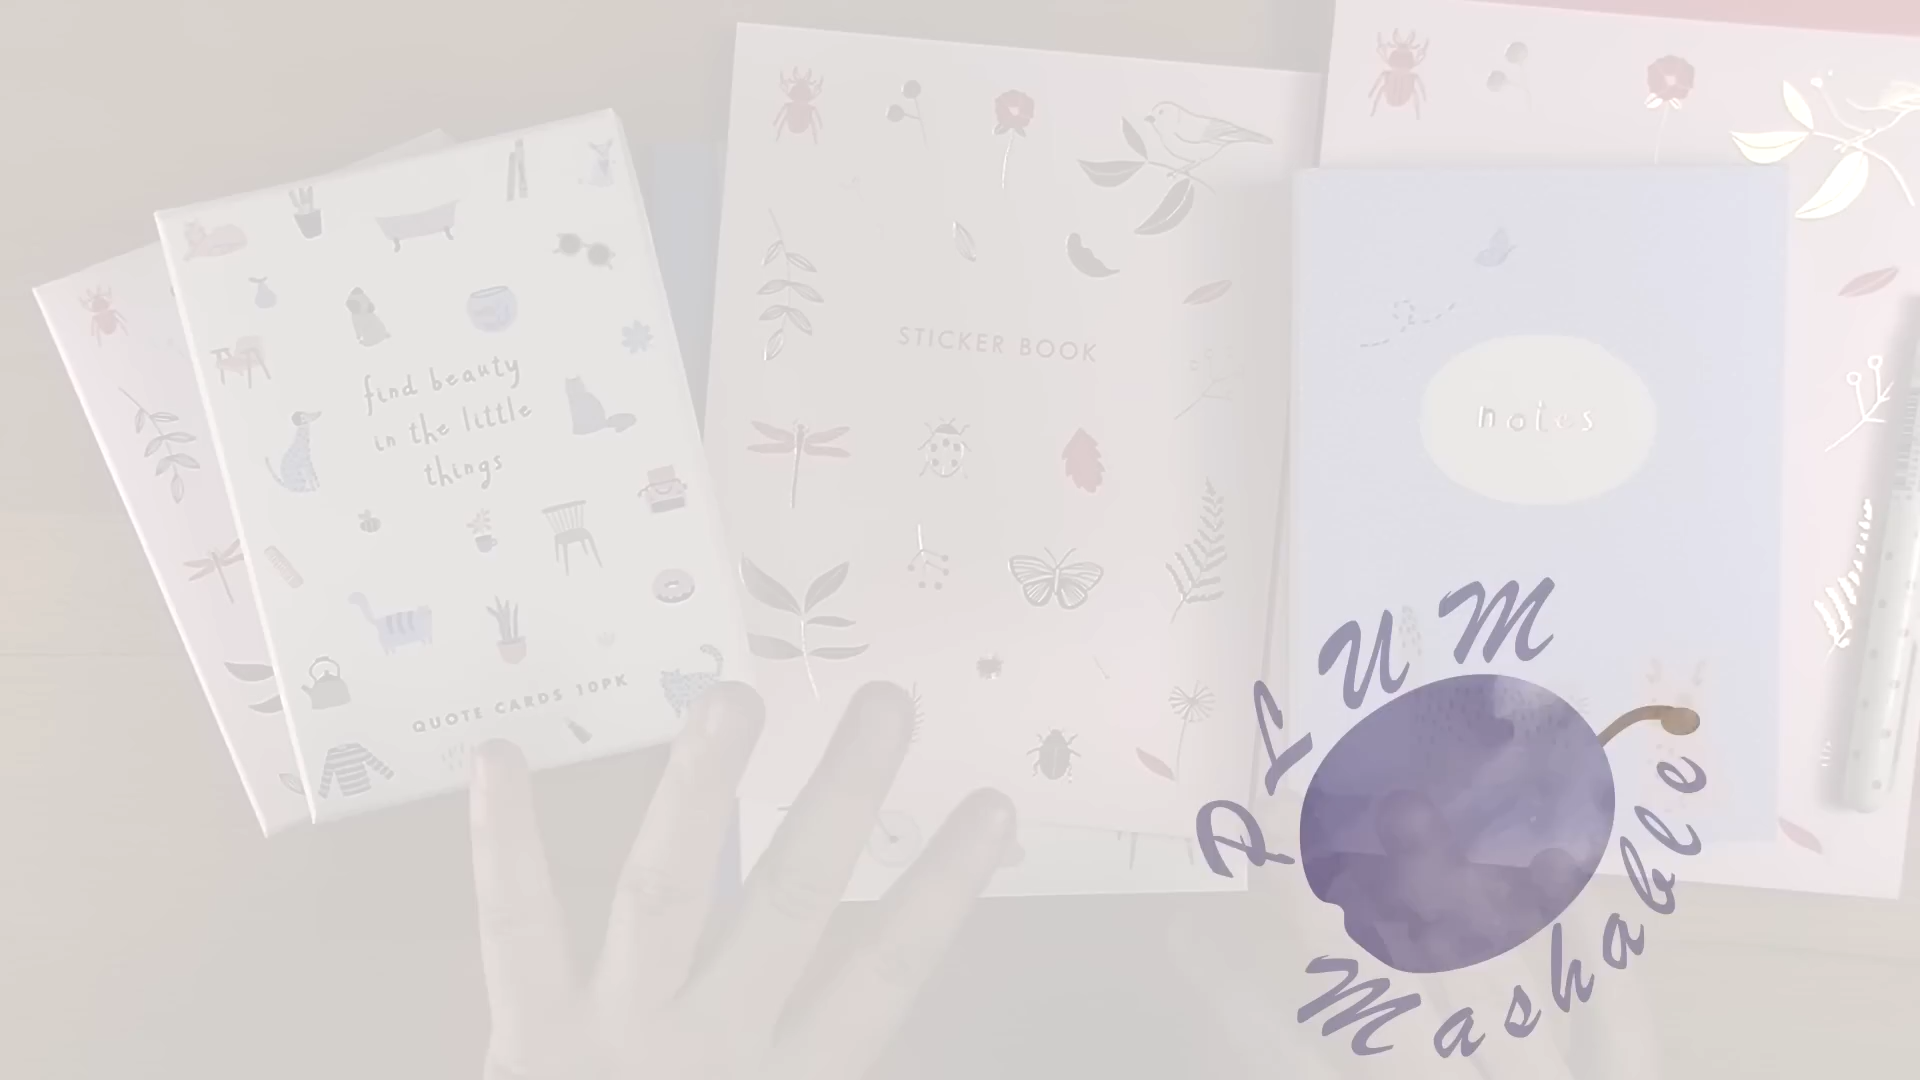 find beauty
in the little
things
QUOTE CARDS 10PK
STICKER BOOK
notes
PLUM
Mashable